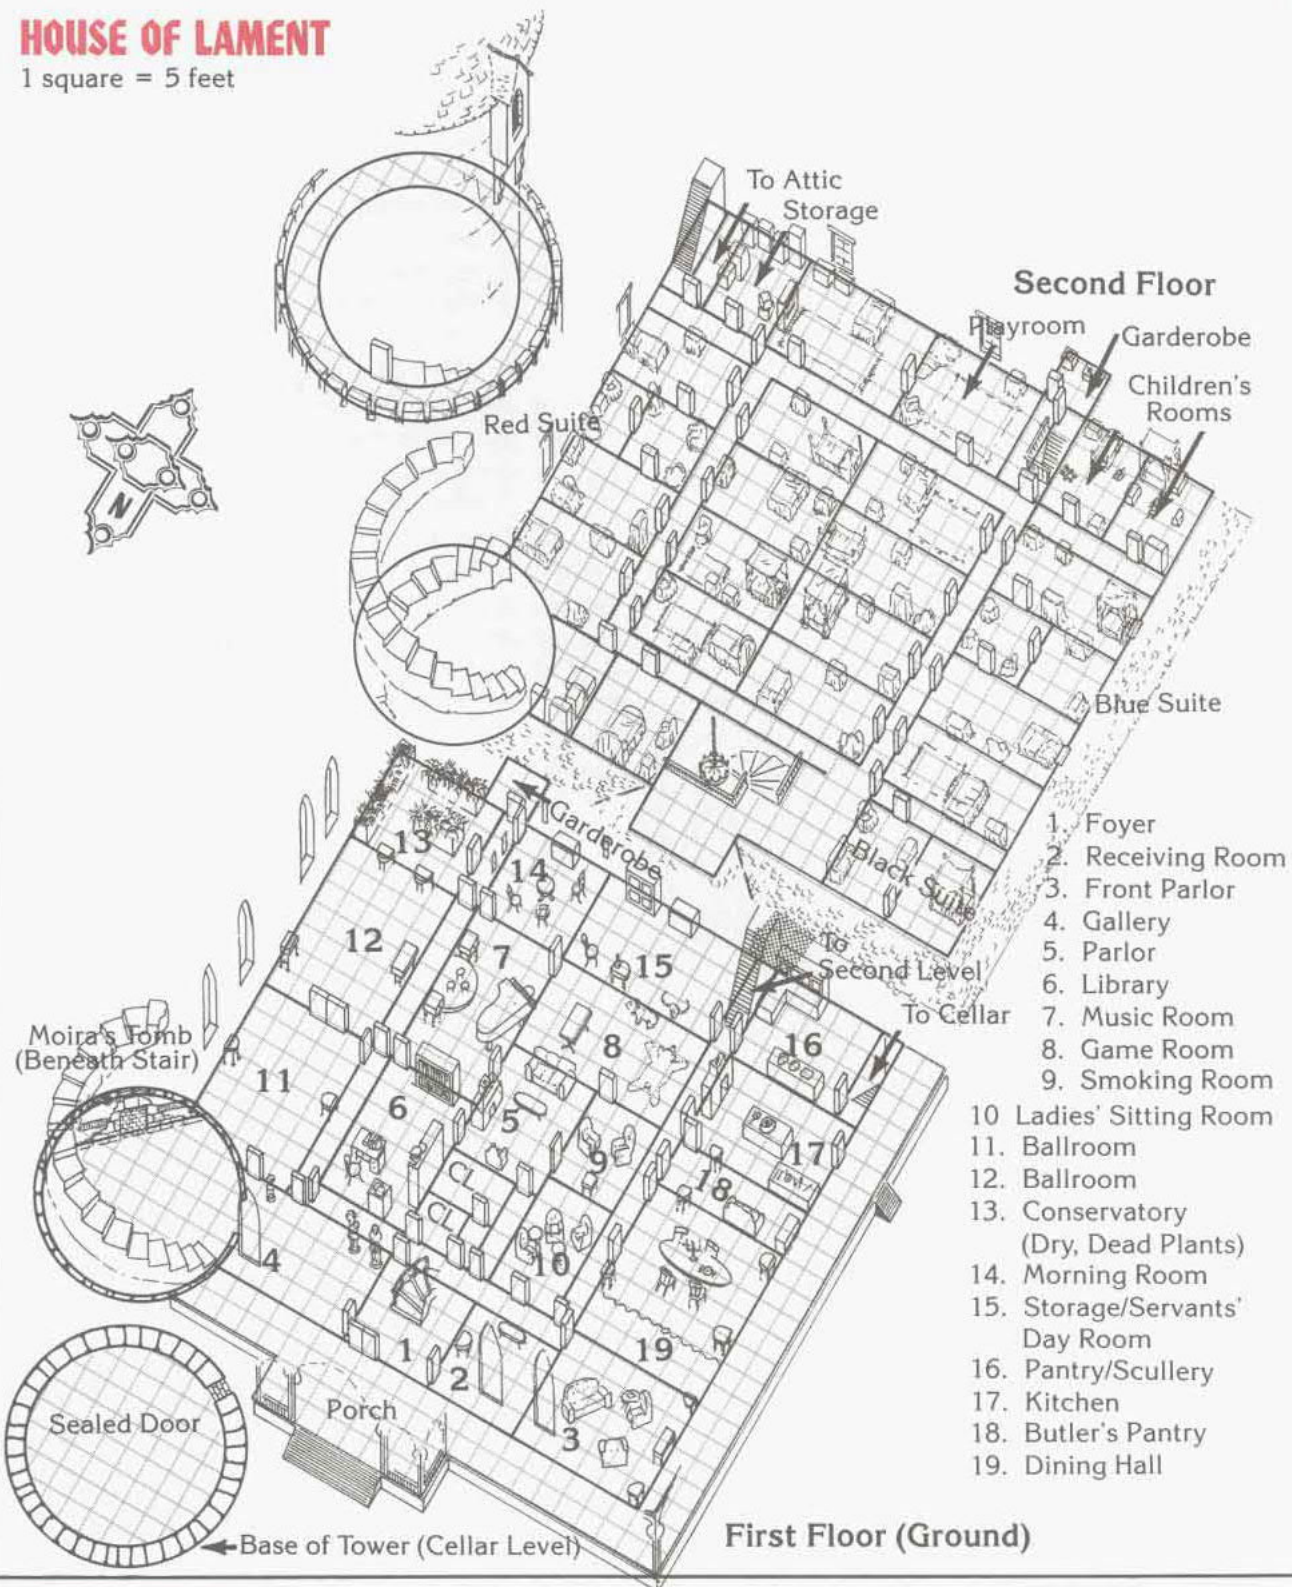 HOUSE OF LAMENT
1 square = 5 feet
To Attic
Storage
Second Floor
Playroom
Garderobe
Children's
Rooms
Red Suite
N
Blue Suite
Black Suite
Garderobe
To
Second Level
To Cellar
Moira's Tomb
(Beneath Stair)
13
14
12
7
15
16
8
11
6
5
9
17
18
CL
CL
10
4
1
2
19
3
Porch
Sealed Door
Base of Tower (Cellar Level)
First Floor (Ground)
1. Foyer
2. Receiving Room
3. Front Parlor
4. Gallery
5. Parlor
6. Library
7. Music Room
8. Game Room
9. Smoking Room
10 Ladies' Sitting Room
11. Ballroom
12. Ballroom
13. Conservatory
(Dry, Dead Plants)
14. Morning Room
15. Storage/Servants'
Day Room
16. Pantry/Scullery
17. Kitchen
18. Butler's Pantry
19. Dining Hall